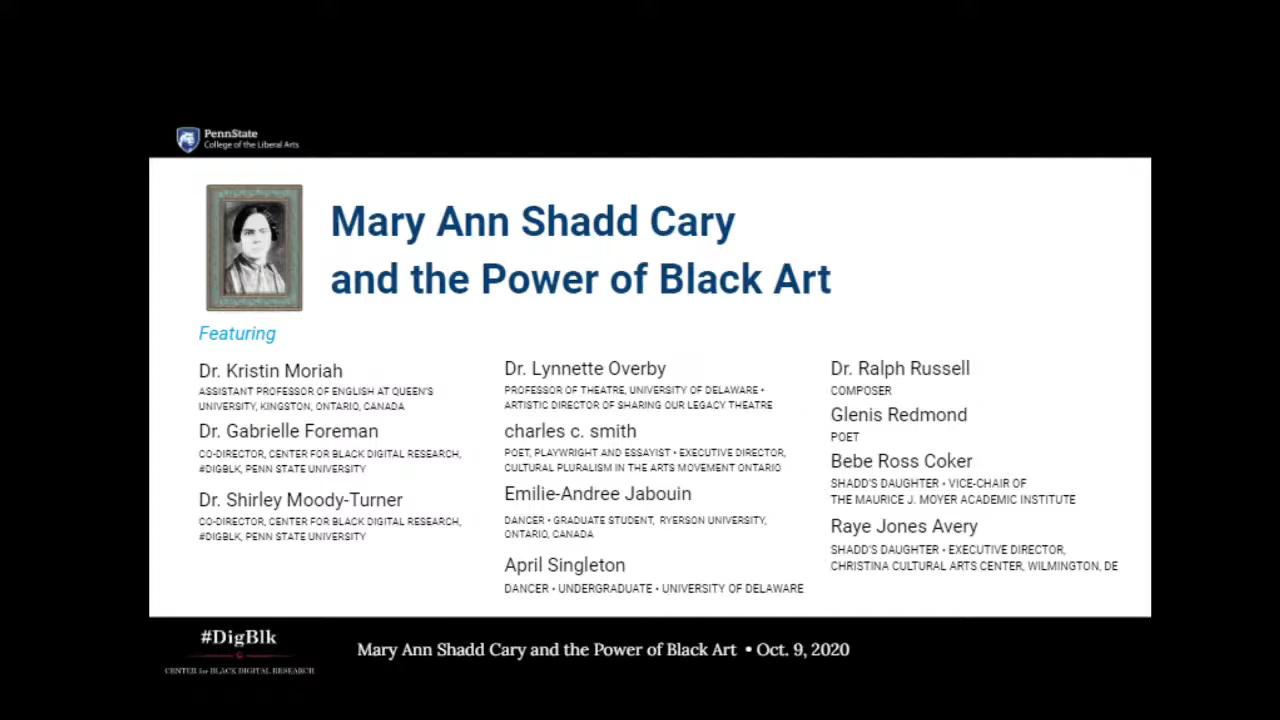 PennState
College of the Liberal Arts
Mary Ann Shadd Cary
and the Power of Black Art
Featuring
Dr. Kristin Moriah
ASSISTANT PROFESSOR OF ENGLISH AT QUEEN'S
UNIVERSITY, KINGSTON, ONTARIO, CANADA
Dr. Gabrielle Foreman
CO-DIRECTOR, CENTER FOR BLACK DIGITAL RESEARCH,
#DIGBLK, PENN STATE UNIVERSITY
Dr. Shirley Moody-Turner
CO-DIRECTOR, CENTER FOR BLACK DIGITAL RESEARCH,
#DIGBLK, PENN STATE UNIVERSITY
Dr. Lynnette Overby
PROFESSOR OF THEATRE, UNIVERSITY OF DELAWARE •
ARTISTIC DIRECTOR OF SHARING OUR LEGACY THEATRE
charles c. smith
POET, PLAYWRIGHT AND ESSAYIST • EXECUTIVE DIRECTOR,
CULTURAL PLURALISM IN THE ARTS MOVEMENT ONTARIO
Emilie-Andree Jabouin
DANCER • GRADUATE STUDENT, RYERSON UNIVERSITY,
ONTARIO, CANADA
April Singleton
DANCER • UNDERGRADUATE • UNIVERSITY OF DELAWARE
Dr. Ralph Russell
COMPOSER
Glenis Redmond
POET
Bebe Ross Coker
SHADD'S DAUGHTER • VICE-CHAIR OF
THE MAURICE J. MOYER ACADEMIC INSTITUTE
Raye Jones Avery
SHADD'S DAUGHTER • EXECUTIVE DIRECTOR,
CHRISTINA CULTURAL ARTS CENTER, WILMINGTON, DE
#DigBlk
CENTER for BLACK DIGITAL RESEARCH
Mary Ann Shadd Cary and the Power of Black Art • Oct. 9, 2020